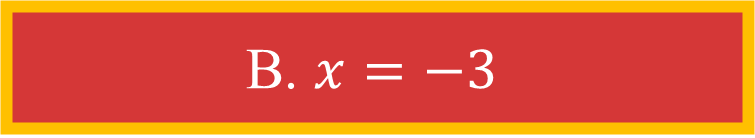 B. x = −3